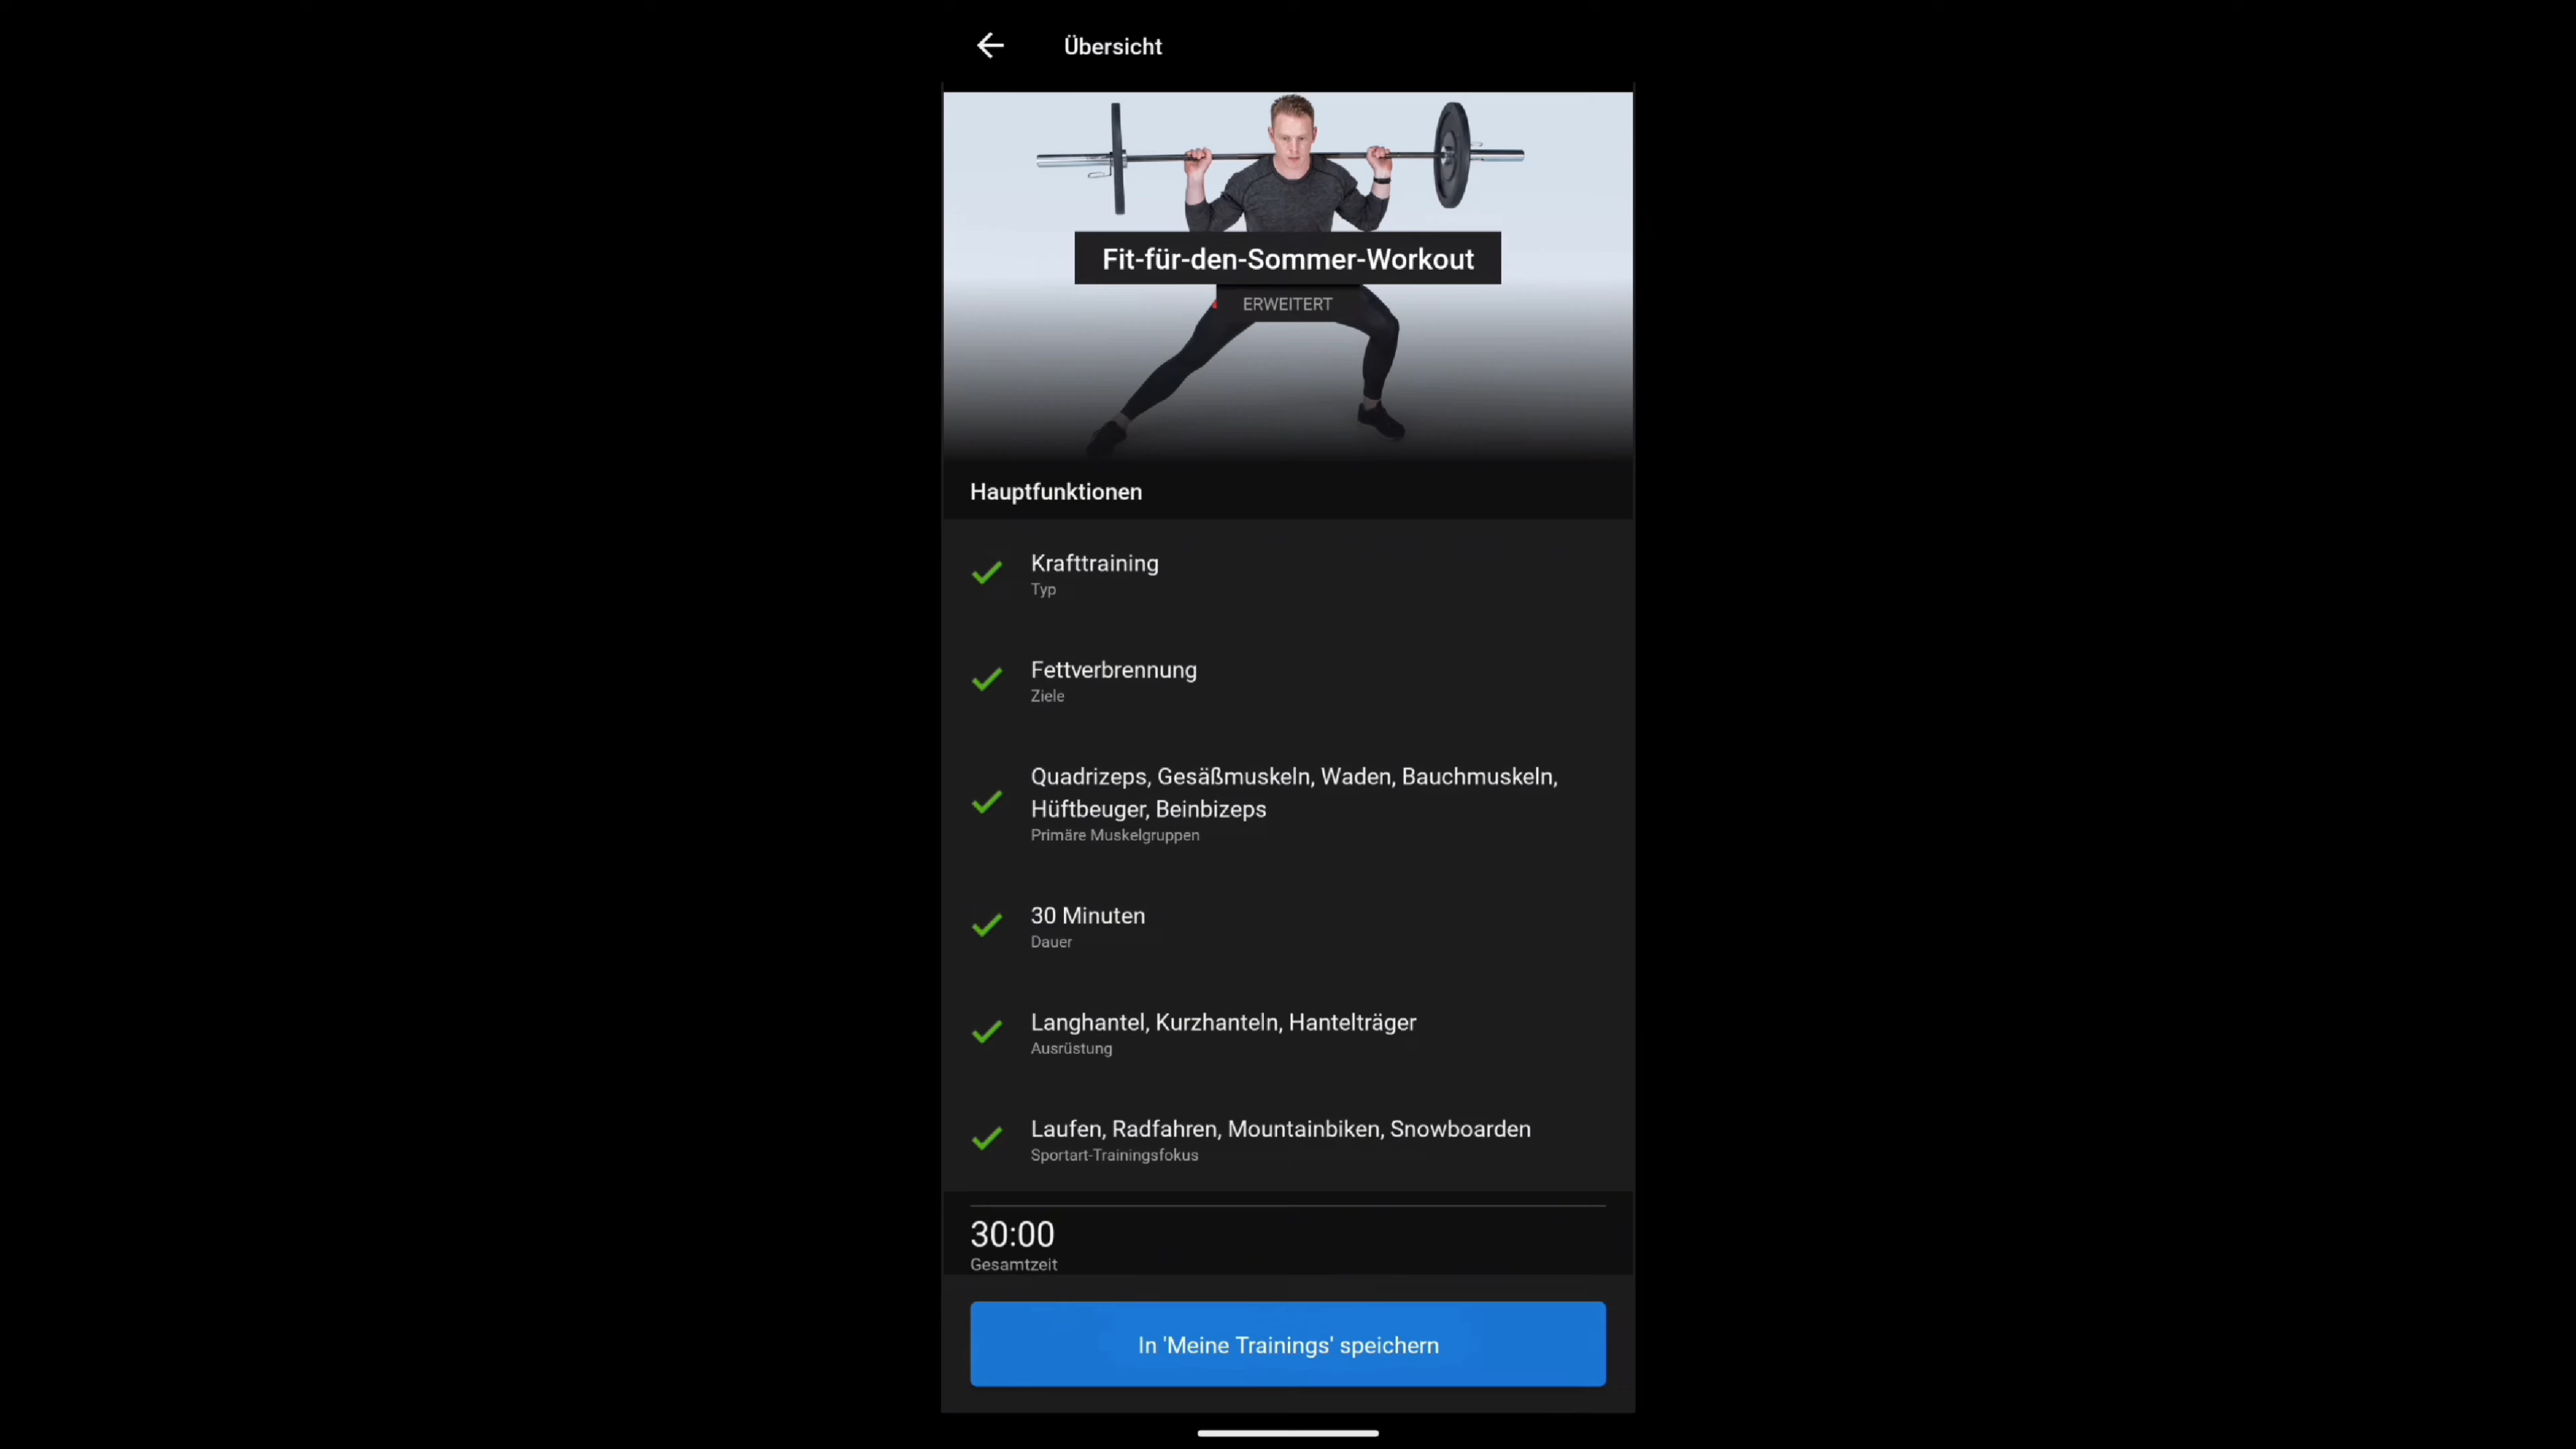 Übersicht
Fit-für-den-Sommer-Workout
ERWEITERT
Hauptfunktionen
Krafttraining
Typ
Fettverbrennung
Ziele
Quadrizeps, Gesäßmuskeln, Waden, Bauchmuskeln,
Hüftbeuger, Beinbizeps
Primäre Muskelgruppen
30 Minuten
Dauer
Langhantel, Kurzhanteln, Hantelträger
Ausrüstung
Laufen, Radfahren, Mountainbiken, Snowboarden
Sportart-Trainingsfokus
30:00
Gesamtzeit
In 'Meine Trainings' speichern